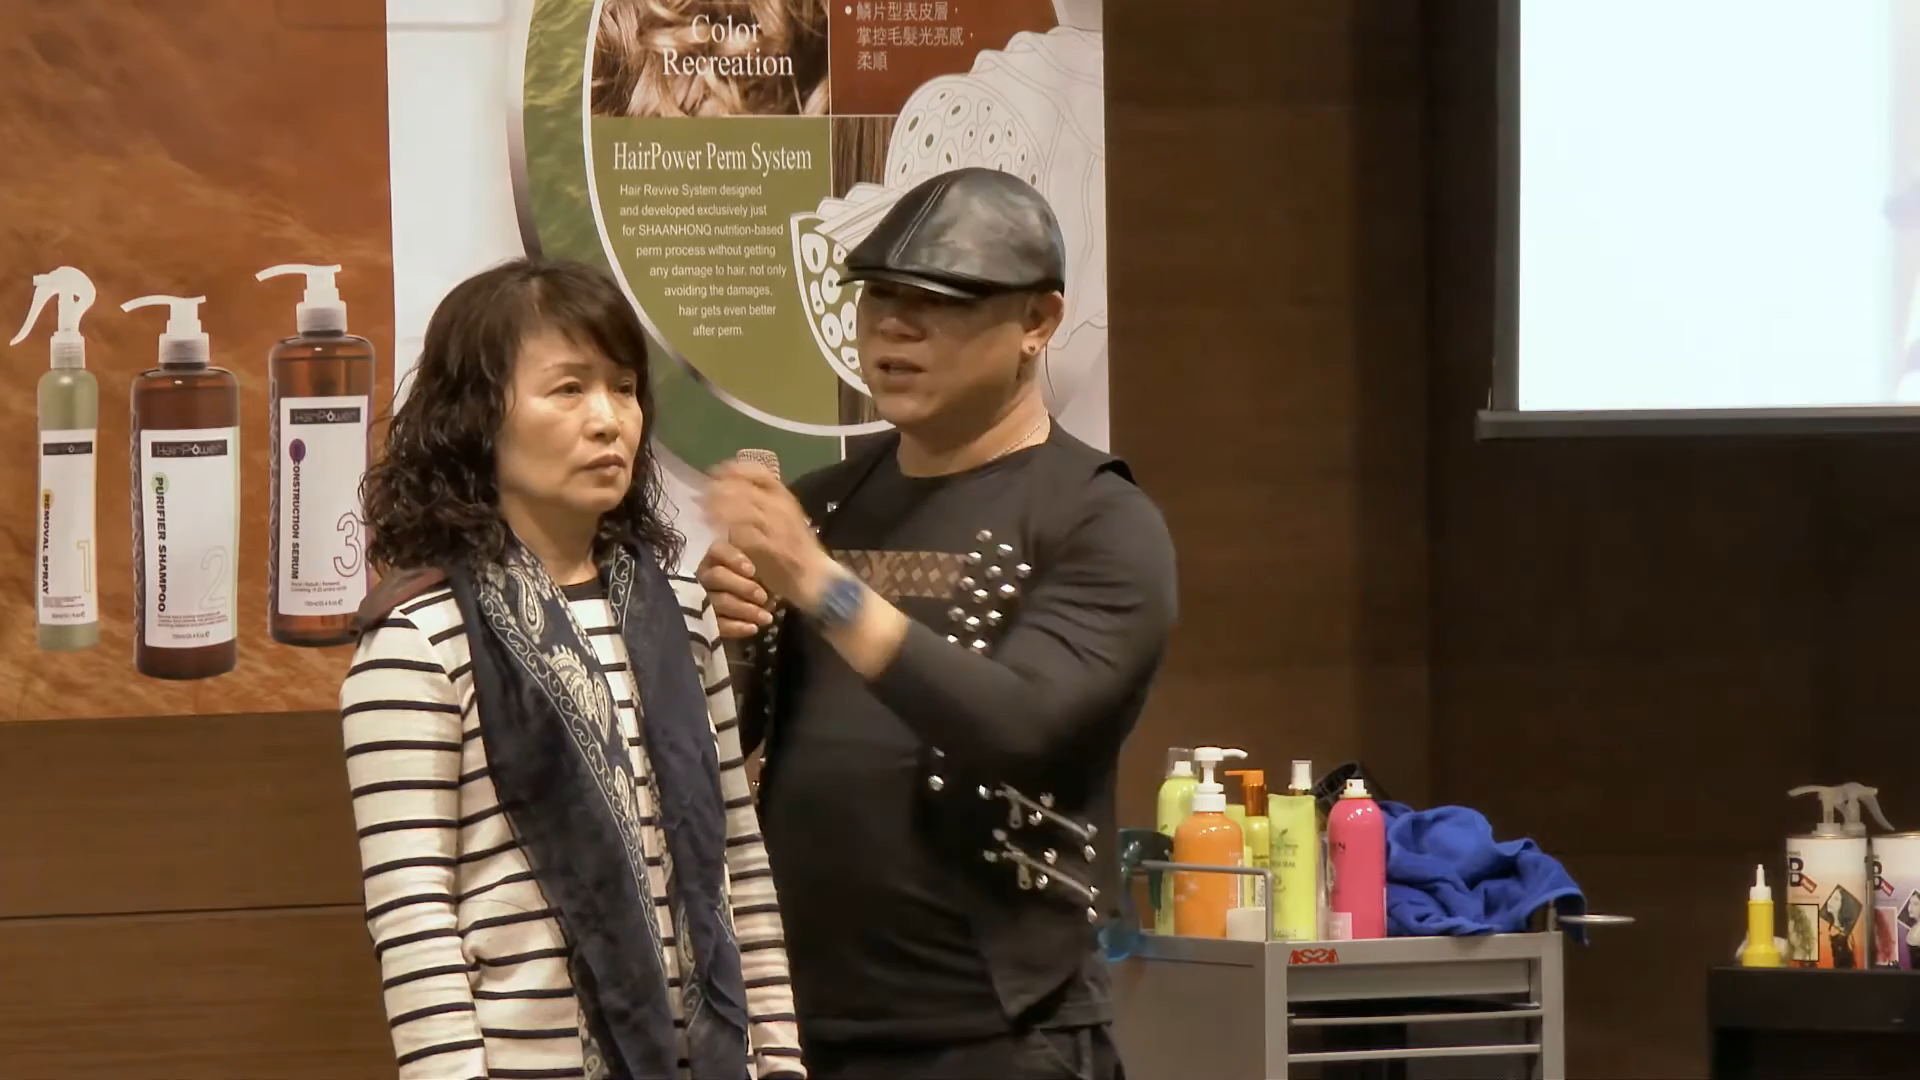 Color
Recreation
• 鱗片型表皮層，
掌控毛髮光亮感，
柔順
HairPower Perm System
Hair Revive System designed
and developed exclusively just
for SHAANHONQ nutrition-based
perm process without getting
any damage to hair, not only
avoiding the damages,
hair gets even better
after perm.
HairPower
REMOVAL SPRAY
1
HairPower
PURIFIER SHAMPOO
2
HairPower
CONSTRUCTION SERUM
3
B
B